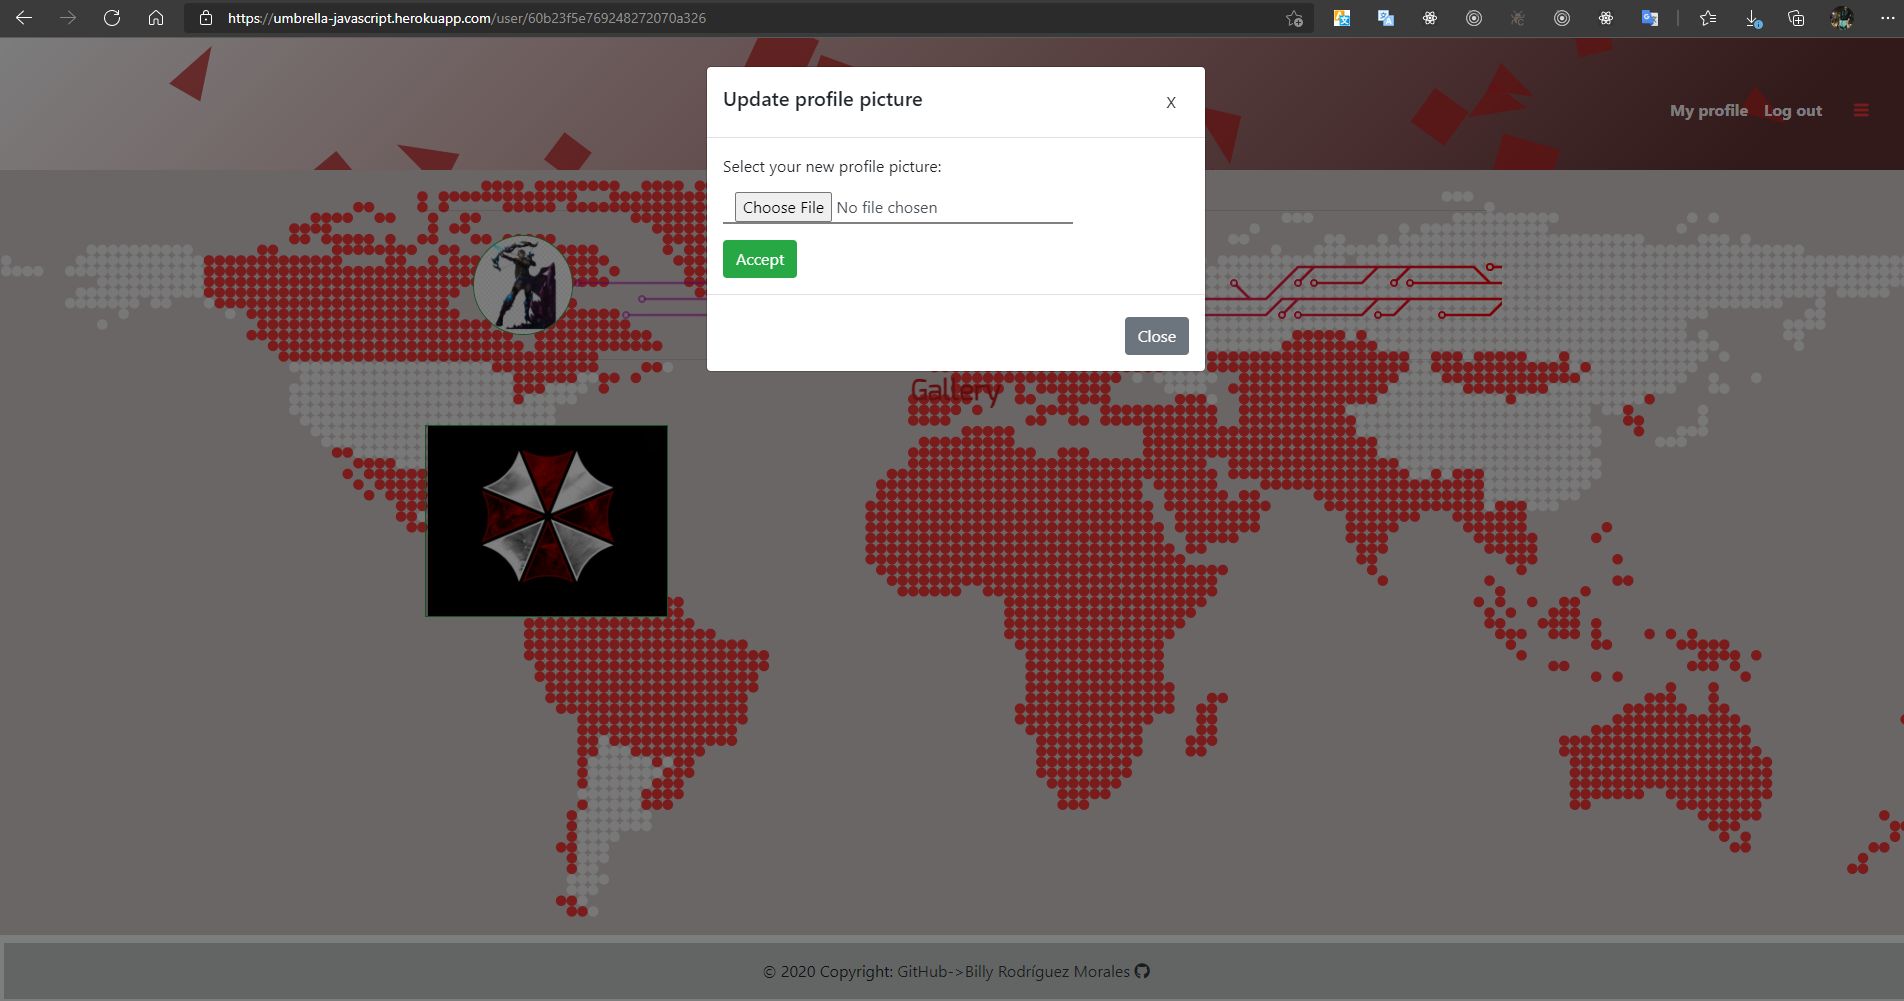 https://umbrella-javascript.herokuapp.com/user/60b23f5e769248272070a326
Update profile picture
X
My profile
Log out
Select your new profile picture:
Choose File No file chosen
Accept
Close
Gallery
© 2020 Copyright: GitHub->Billy Rodríguez Morales